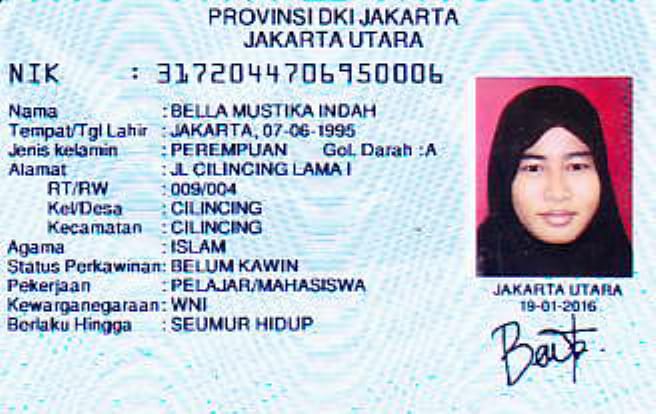 PROVINSI DKI JAKARTA
JAKARTA UTARA
NIK : 3172044706950006
Nama : BELLA MUSTIKA INDAH
Tempat/Tgl Lahir : JAKARTA, 07-06-1995
Jenis kelamin : PEREMPUAN Gol. Darah : A
Alamat : JL CILINCING LAMA I
RT/RW : 009/004
Kel/Desa : CILINCING
Kecamatan : CILINCING
Agama : ISLAM
Status Perkawinan: BELUM KAWIN
Pekerjaan : PELAJAR/MAHASISWA
Kewarganegaraan: WNI
Berlaku Hingga : SEUMUR HIDUP
JAKARTA UTARA
19-01-2016